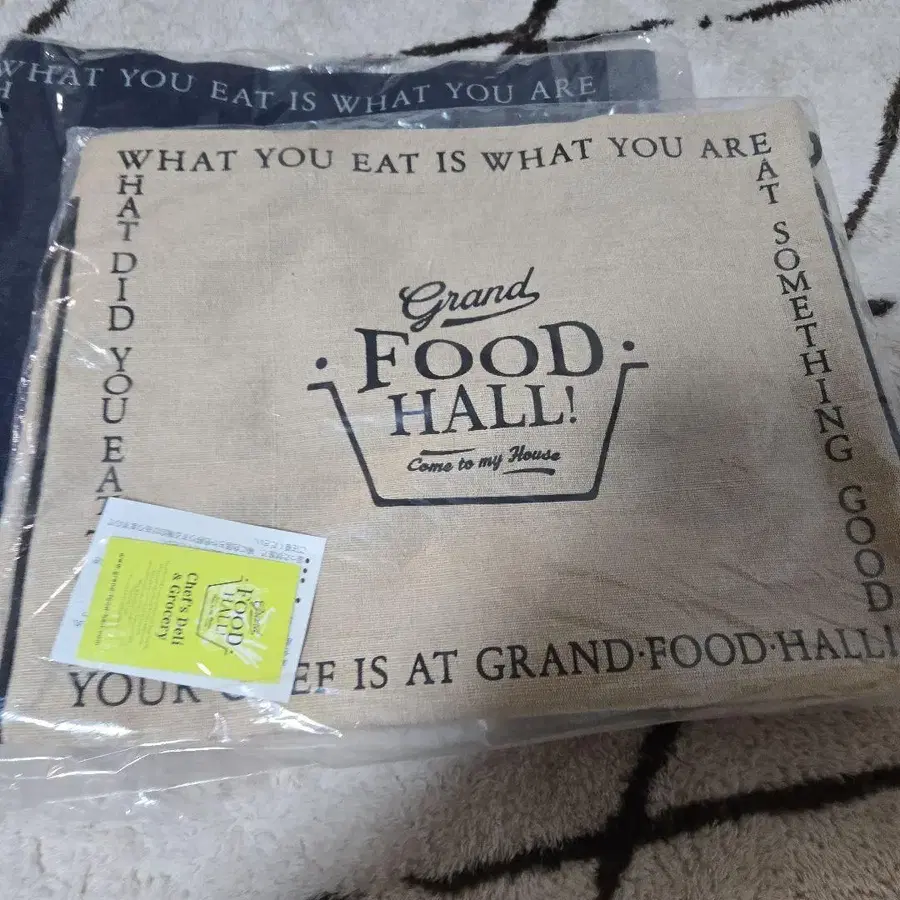 WHAT YOU EAT IS WHAT YOU ARE
WHAT YOU EAT IS WHAT YOU ARE
WHAT DID YOU EAT
EAT SOMETHING GOOD
Grand
FOOD
HALL!
Come to my House
YOUR EF IS AT GRAND·FOOD·HALL!
Grand
FOOD
HALL!
Chef's Deli
& Grocery